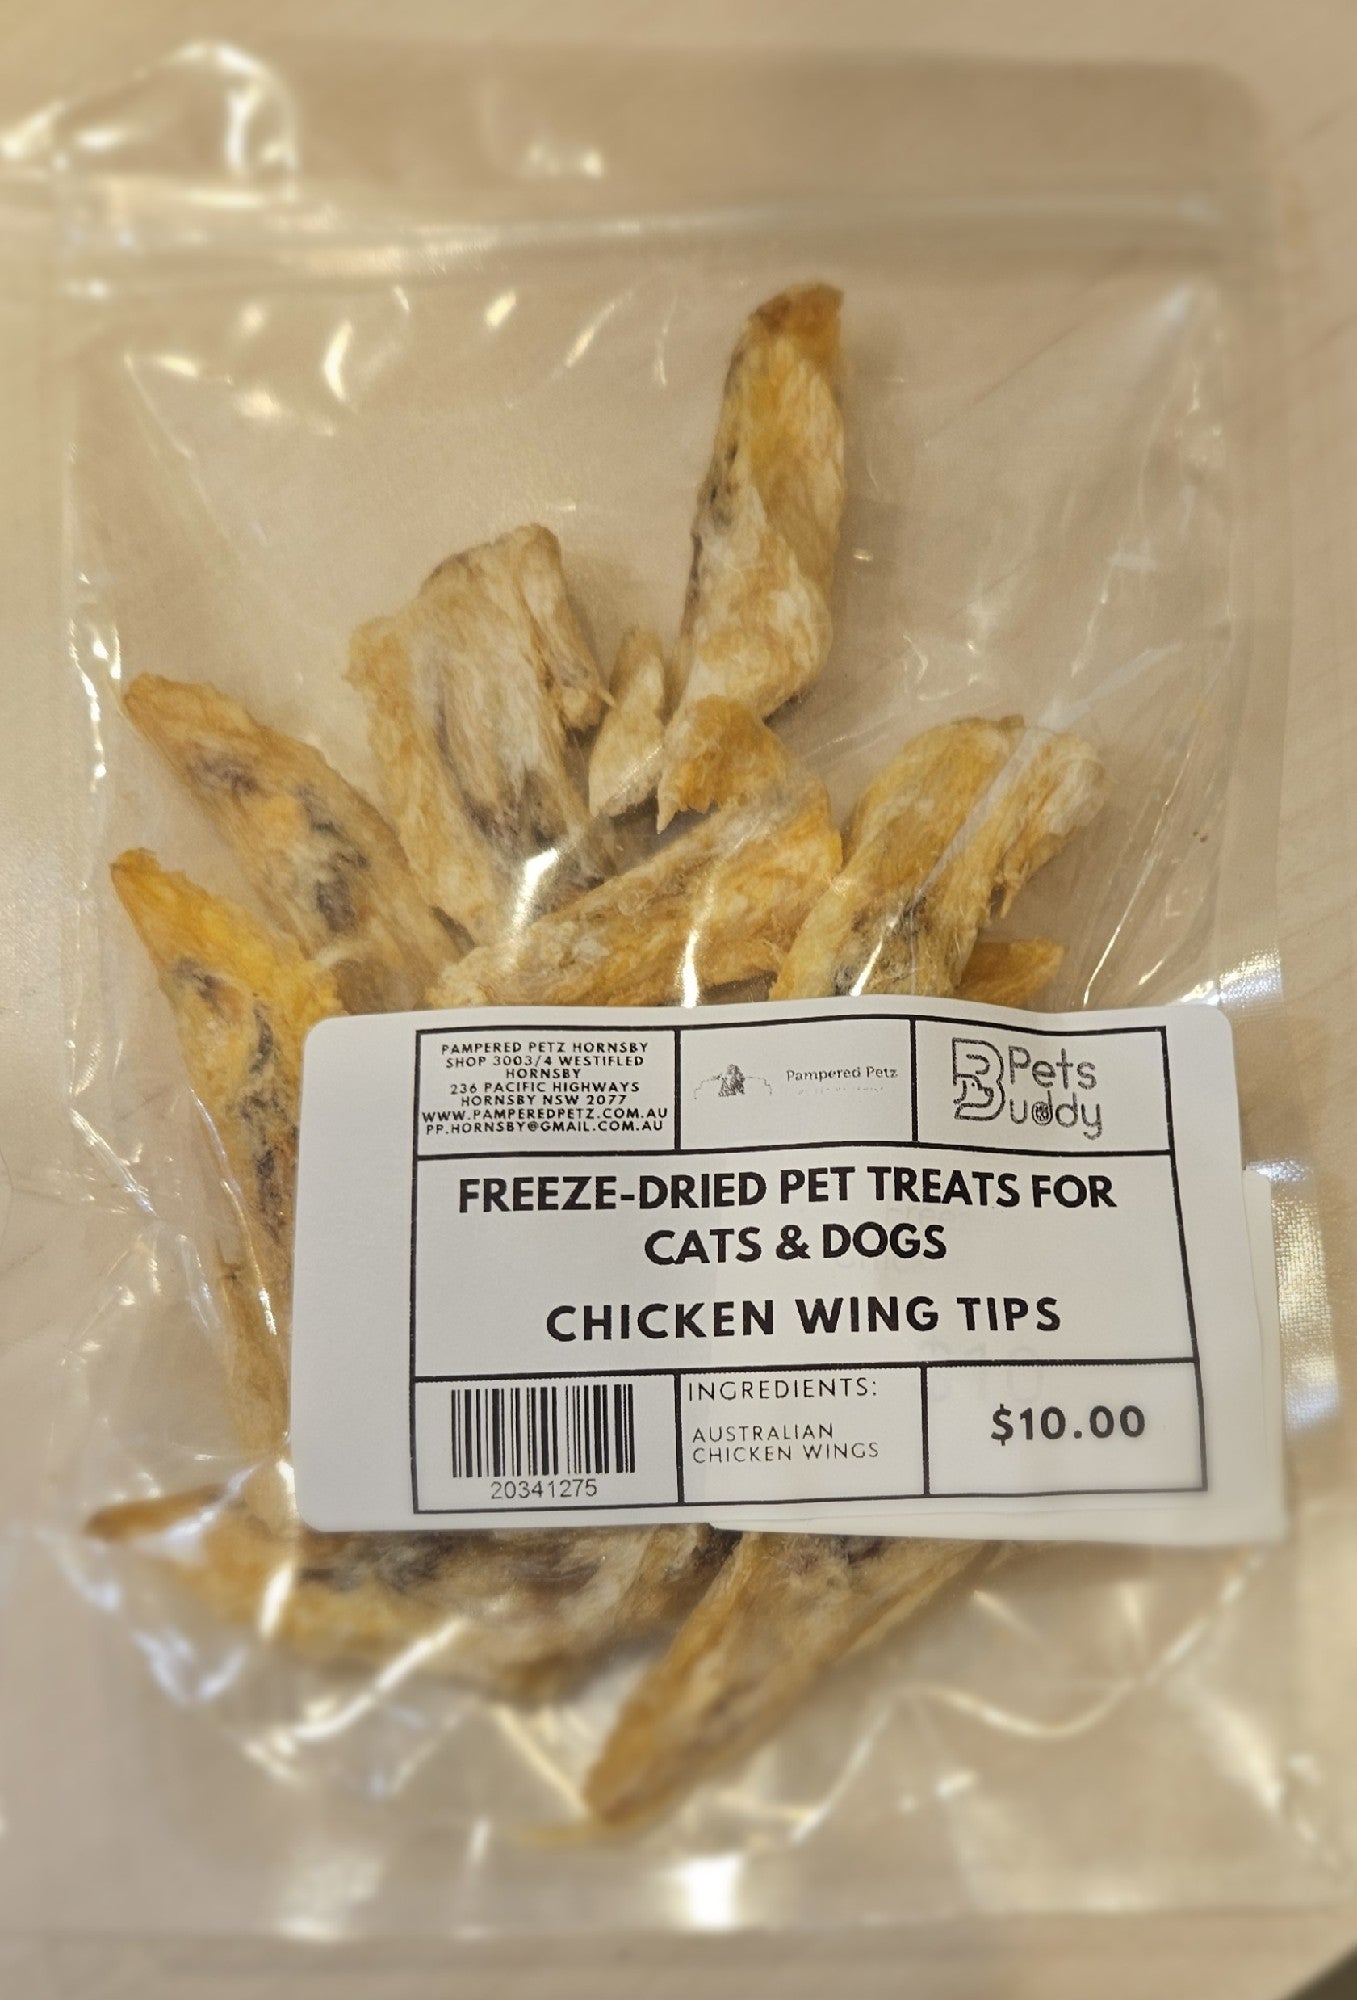 PAMPERED PETZ HORNSBY
SHOP 3003/4 WESTIFLED
HORNSBY
236 PACIFIC HIGHWAYS
HORNSBY NSW 2077
WWW.PAMPEREDPETZ.COM.AU
PP.HORNSBY@GMAIL.COM.AU
Pampered Petz
Pets
Buddy
FREEZE-DRIED PET TREATS FOR
CATS & DOGS
CHICKEN WING TIPS
20341275
INGREDIENTS:
AUSTRALIAN
CHICKEN WINGS
$10.00